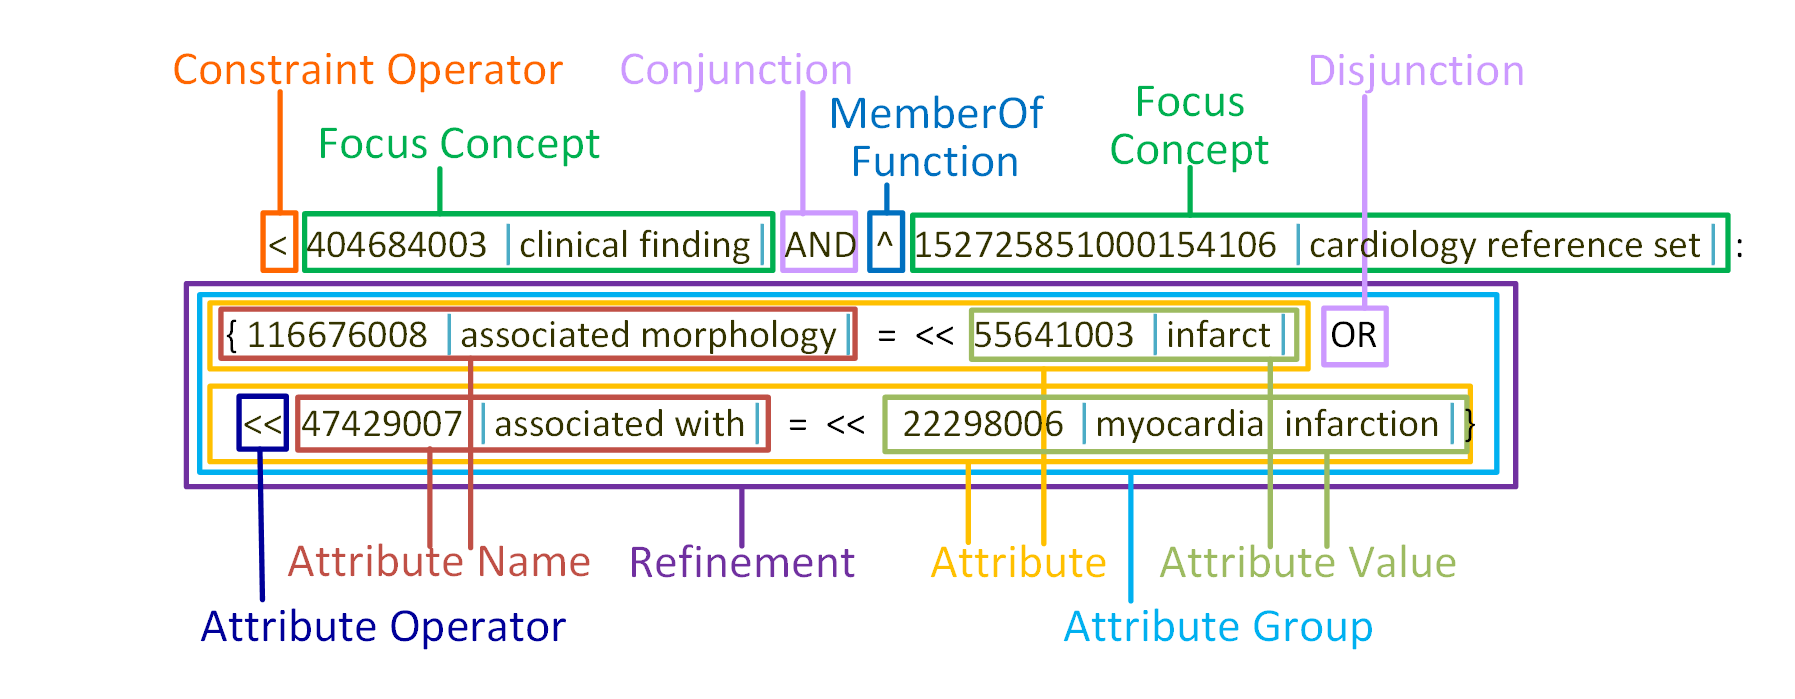 Constraint Operator Conjunction Disjunction
Focus Concept MemberOf Function Focus Concept
< 404684003 |clinical finding| AND ^ 152725851000154106 |cardiology reference set| :
{ 116676008 |associated morphology| = << 55641003 |infarct| OR
<< 47429007 |associated with| = << 22298006 |myocardia infarction| }
Attribute Name Refinement Attribute Attribute Value
Attribute Operator Attribute Group